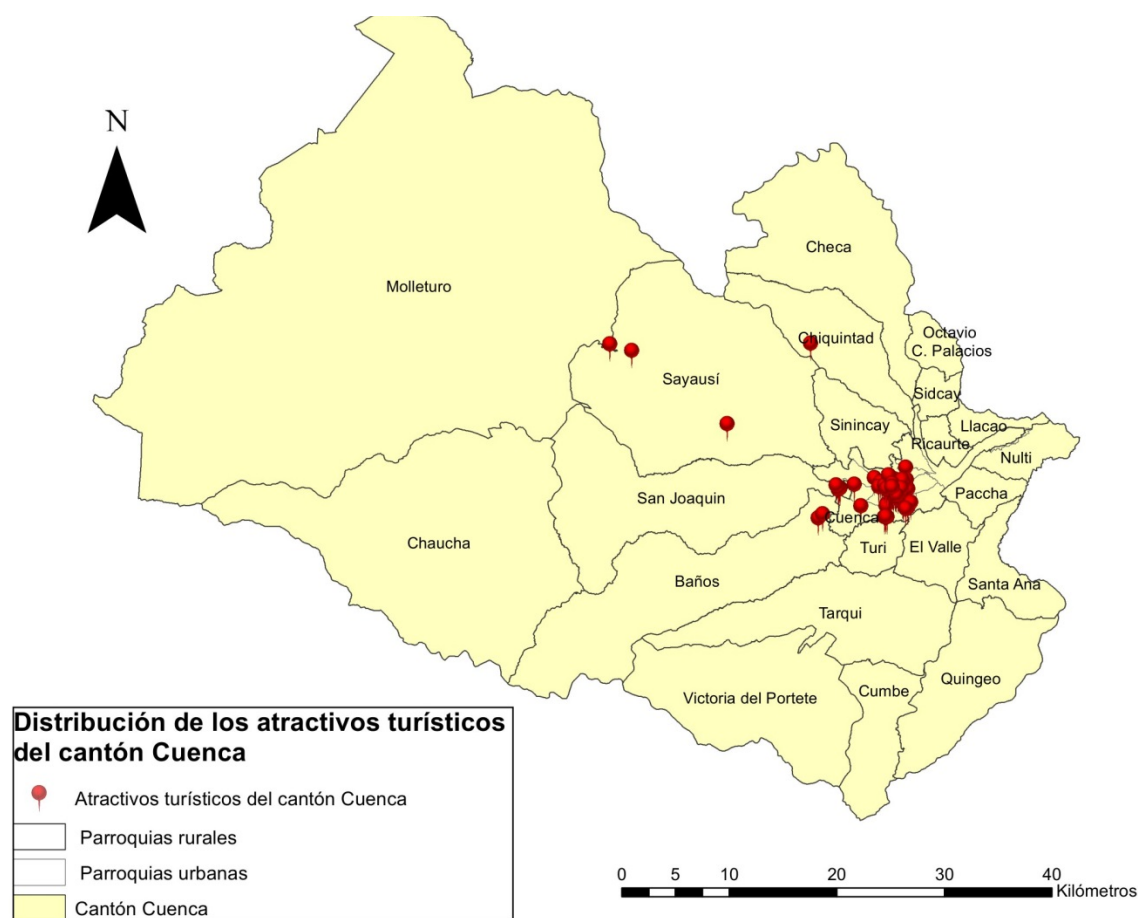 N
Checa
Molleturo
Chiquintad
Octavio
C. Palacios
Sayausí
Sidcay
Sinincay
Llacao
Ricaurte
Nulti
San Joaquin
Paccha
Cuenca
Chaucha
Turi
El Valle
Baños
Santa Ana
Tarqui
Quingeo
Victoria del Portete
Cumbe
Distribución de los atractivos turísticos
del cantón Cuenca
Atractivos turísticos del cantón Cuenca
Parroquias rurales
Parroquias urbanas
Cantón Cuenca
0 5 10 20 30 40
Kilómetros